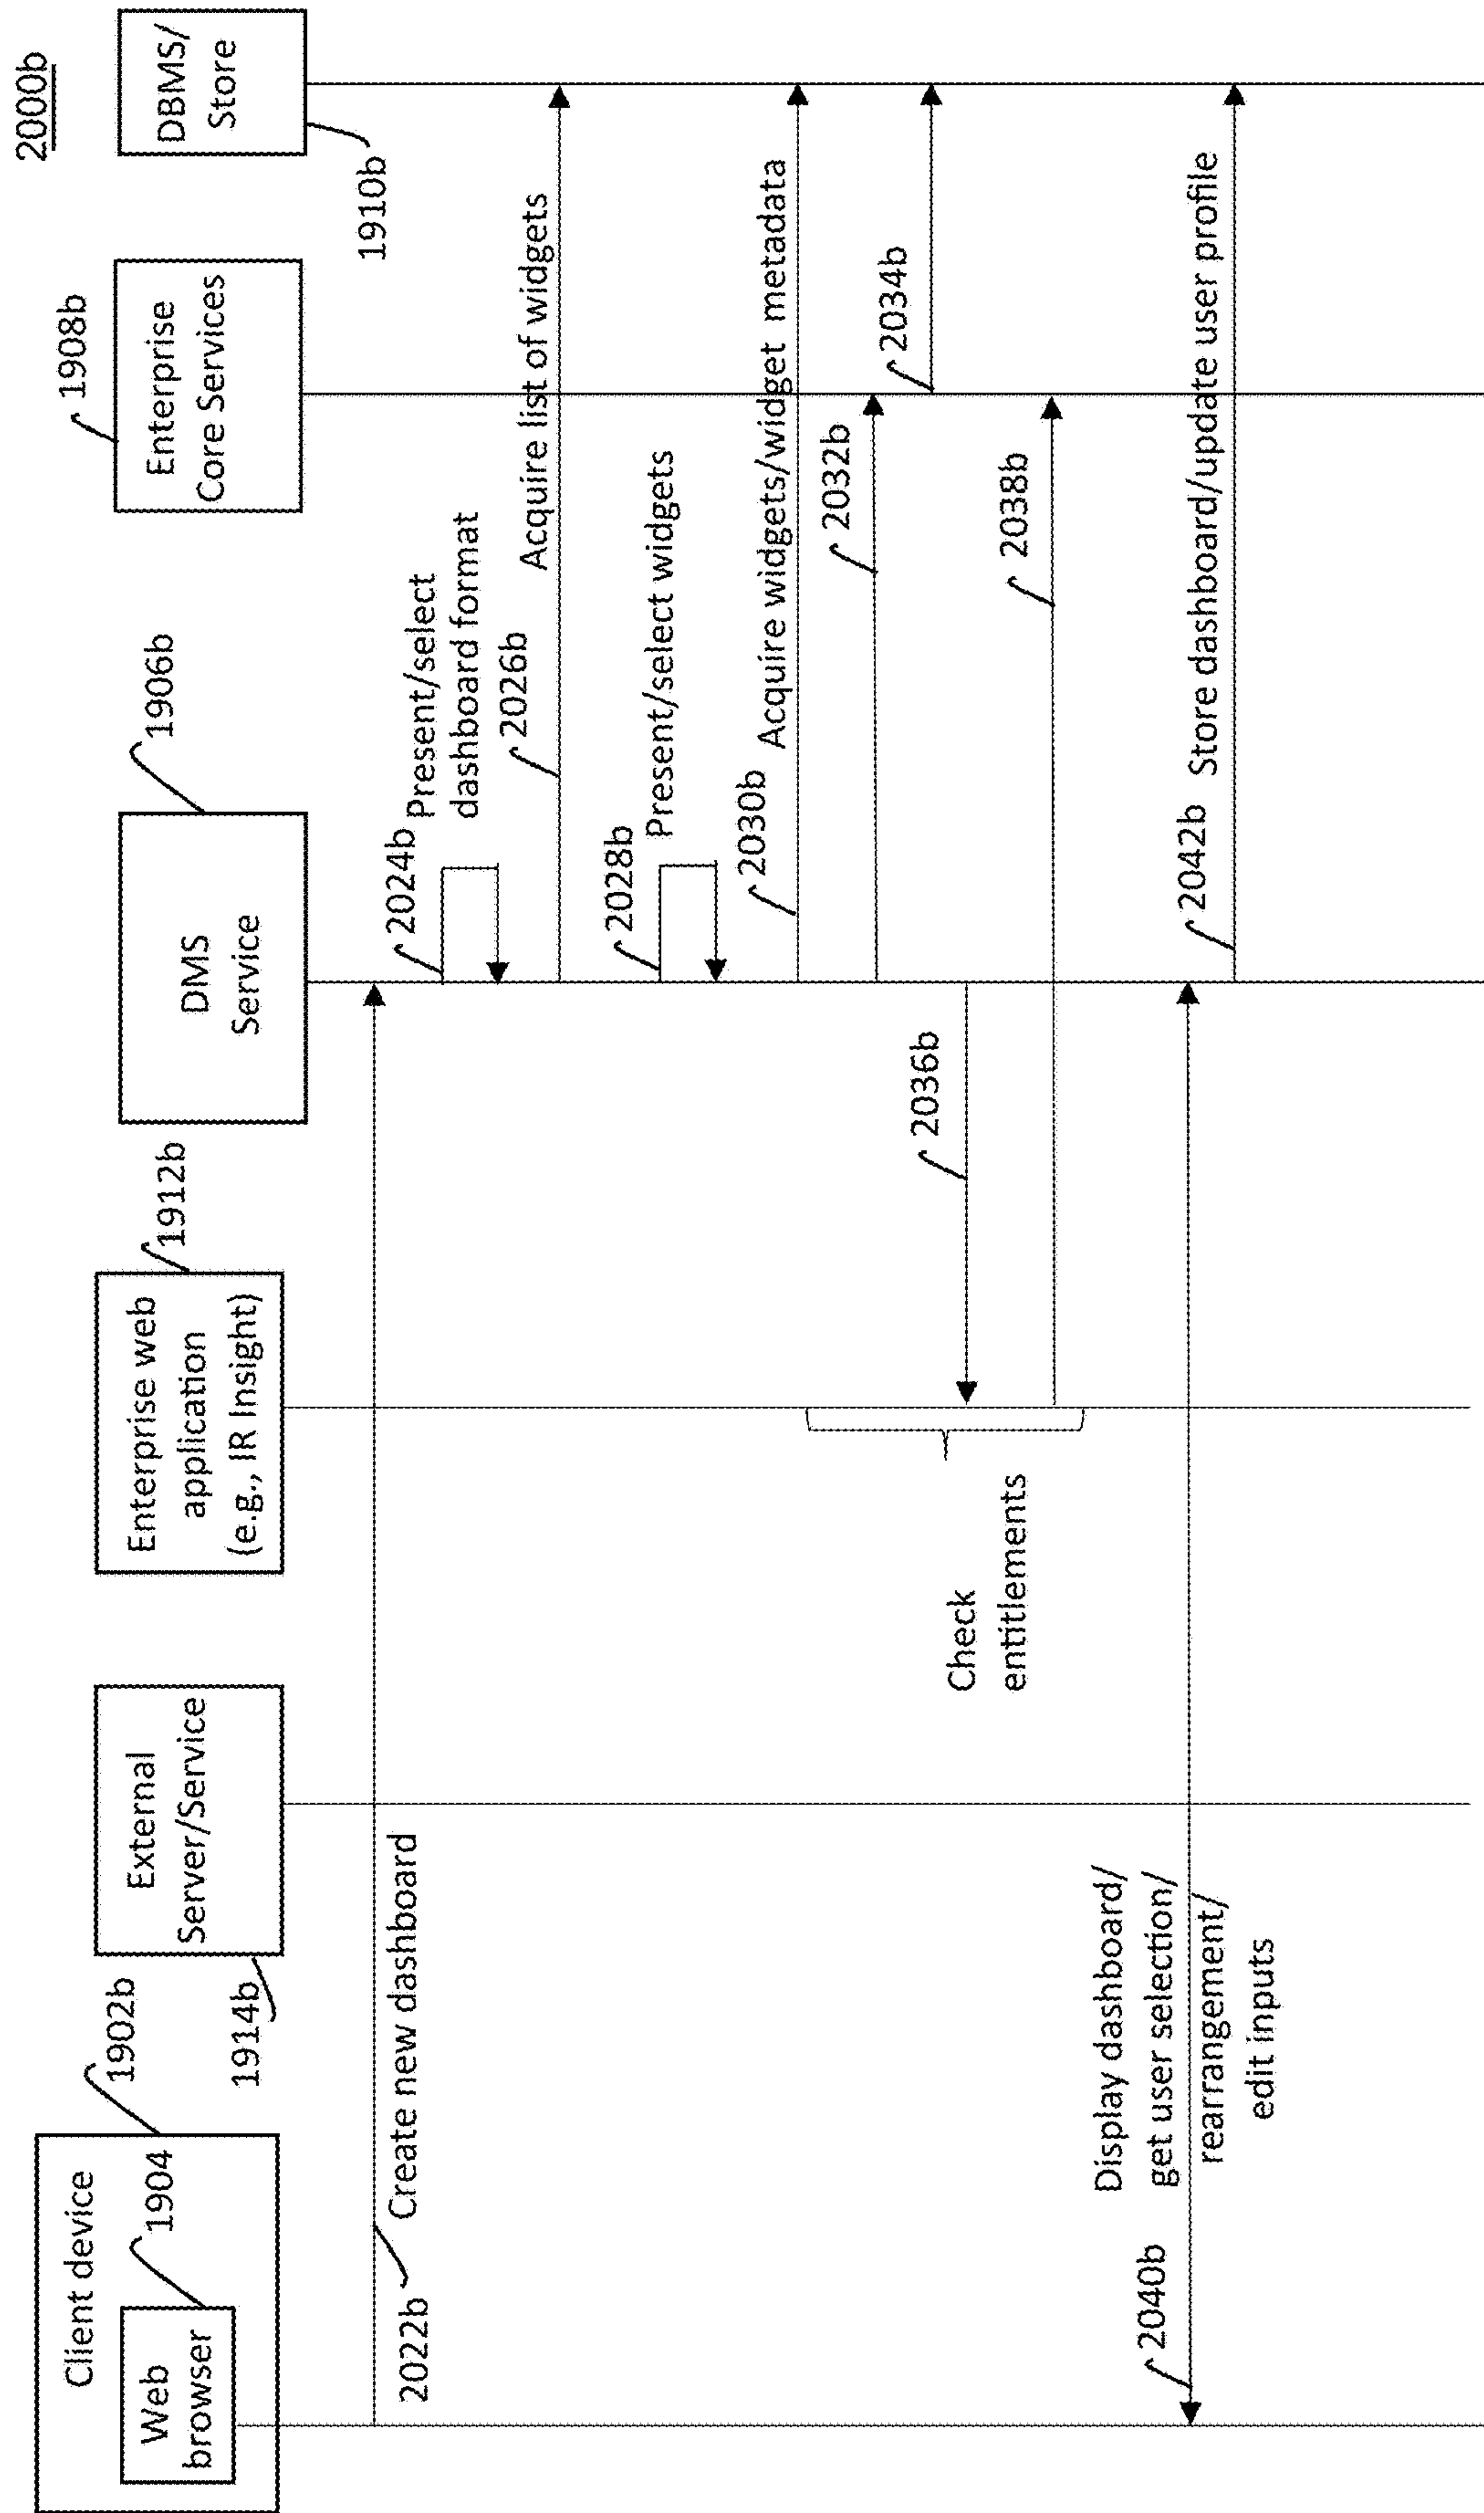 2000b
Client device
Web
browser
1904
1902b
External
Server/Service
1914b
Enterprise web
application
(e.g., IR Insight)
1912b
DMS
Service
1906b
Enterprise
Core Services
1908b
DBMS/
Store
1910b
2022b
Create new dashboard
2024b
Present/select
dashboard format
2026b
Acquire list of widgets
2028b
Present/select widgets
2030b
Acquire widgets/widget metadata
2032b
2034b
2036b
2038b
Check
entitlements
2040b
Display dashboard/
get user selection/
rearrangement/
edit inputs
2042b
Store dashboard/update user profile